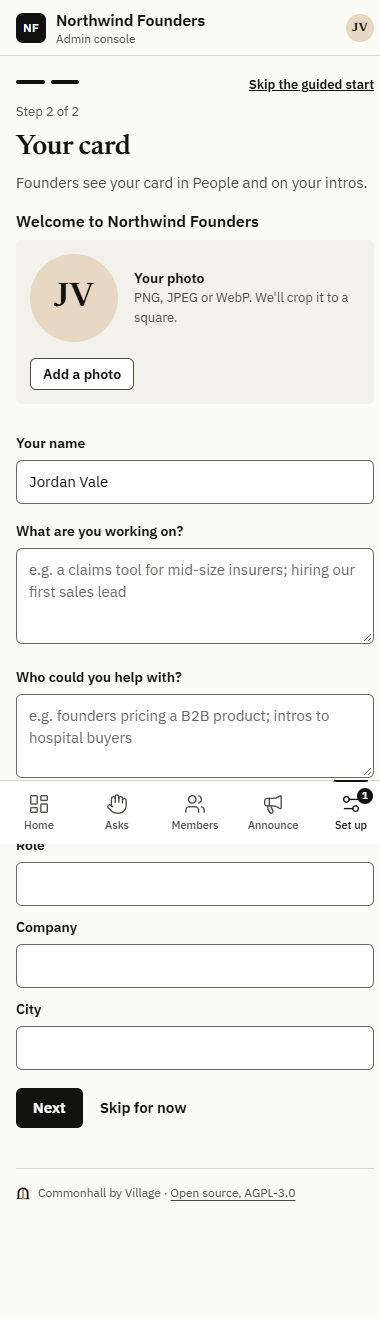 NF
Northwind Founders
Admin console
JV
Skip the guided start
Step 2 of 2
Your card
Founders see your card in People and on your intros.
Welcome to Northwind Founders
JV
Your photo
PNG, JPEG or WebP. We'll crop it to a
square.
Add a photo
Your name
Jordan Vale
What are you working on?
e.g. a claims tool for mid-size insurers; hiring our
first sales lead
Who could you help with?
e.g. founders pricing a B2B product; intros to
hospital buyers
1
Home
Asks
Members
Announce
Set up
Role
Company
City
Next
Skip for now
Commonhall by Village · Open source, AGPL-3.0